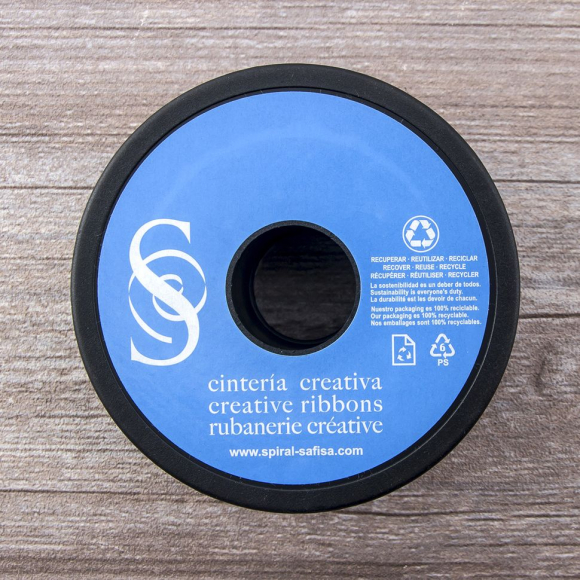 S
RECUPERAR · REUTILIZAR · RECICLAR
RECOVER · REUSE · RECYCLE
RÉCUPÉRER · RÉUTILISER · RECYCLER
La sostenibilidad es un deber de todos.
Sustainability is everyone's duty.
La durabilité est les devoir de chacun.
Nuestro packaging es 100% reciclable.
Our packaging is 100% recyclable.
Nos emballages sont 100% recyclables.
6
PS
cintería creativa
creative ribbons
rubanerie créative
www.spiral-safisa.com